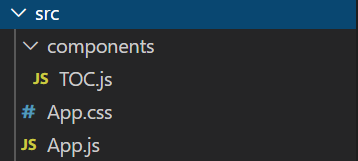 src
components
JS TOC.js
# App.css
JS App.js